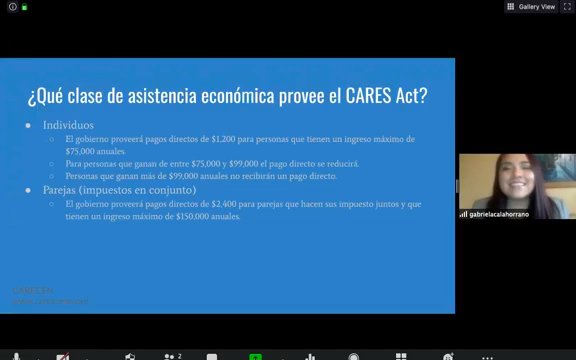 Gallery View
¿Qué clase de asistencia económica provee el CARES Act?
● Individuos
○ El gobierno proveerá pagos directos de $1,200 para personas que tienen un ingreso máximo de
$75,000 anuales
○ Para personas que ganan de entre $75,000 y $99,000 el pago directo se reducirá.
○ Personas que ganan más de $99,000 anuales no recibirán un pago directo.
● Parejas (impuestos en conjunto)
○ El gobierno proveerá pagos directos de $2,400 para parejas que hacen sus impuesto juntos y que
tienen un ingreso máximo de $150,000 anuales.
gabrielacalahorrano
CARECEN
2